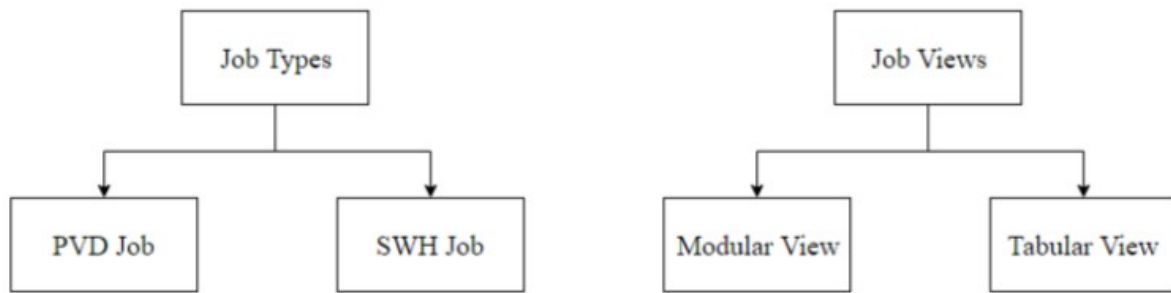 Job Types
Job Views
PVD Job
SWH Job
Modular View
Tabular View